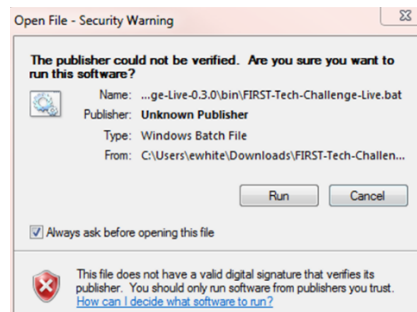 Open File - Security Warning
The publisher could not be verified.  Are you sure you want to
run this software?
Name: ...ge-Live-0.3.0\bin\FIRST-Tech-Challenge-Live.bat
Publisher: Unknown Publisher
Type: Windows Batch File
From: C:\Users\ewhite\Downloads\FIRST-Tech-Challen...
Run Cancel
Always ask before opening this file
This file does not have a valid digital signature that verifies its
publisher.  You should only run software from publishers you trust.
How can I decide what software to run?